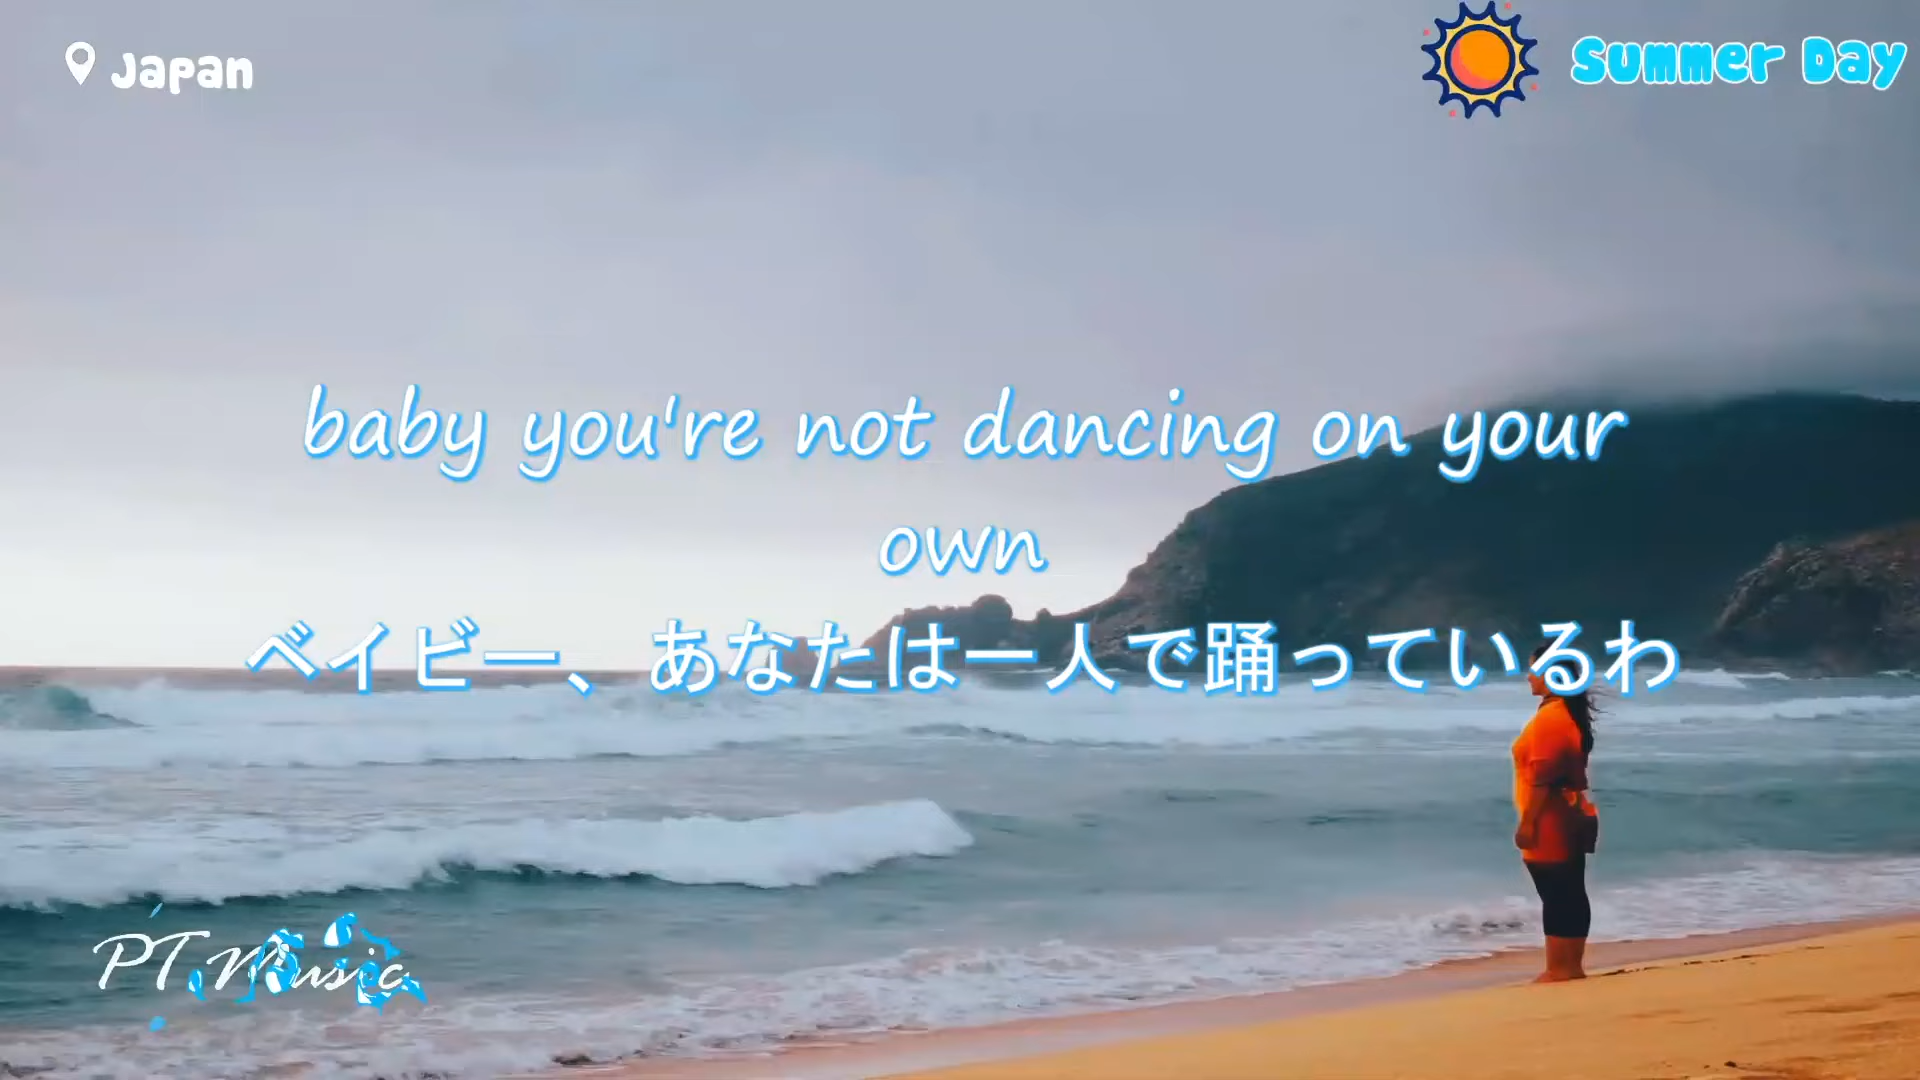 Japan
Summer Day
baby you're not dancing on your
own
ベイビー、あなたは一人で踊っているわ
PT Music